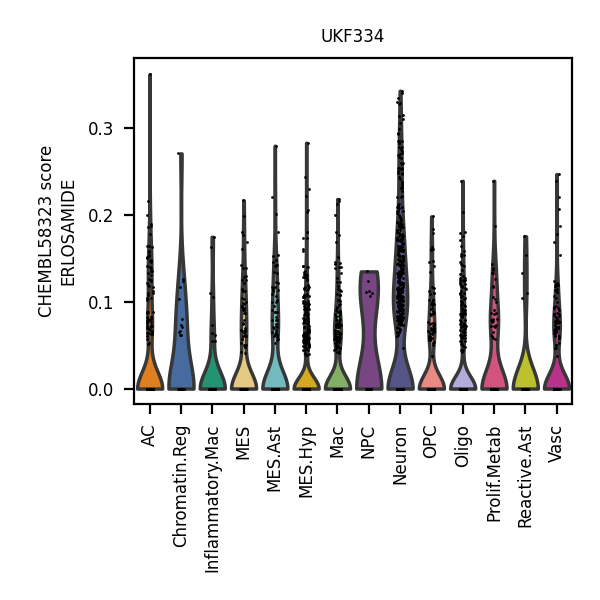 UKF334
CHEMBL58323 score
ERLOSAMIDE
0.3
0.2
0.1
0.0
AC
Chromatin.Reg
Inflammatory.Mac
MES
MES.Ast
MES.Hyp
Mac
NPC
Neuron
OPC
Oligo
Prolif.Metab
Reactive.Ast
Vasc